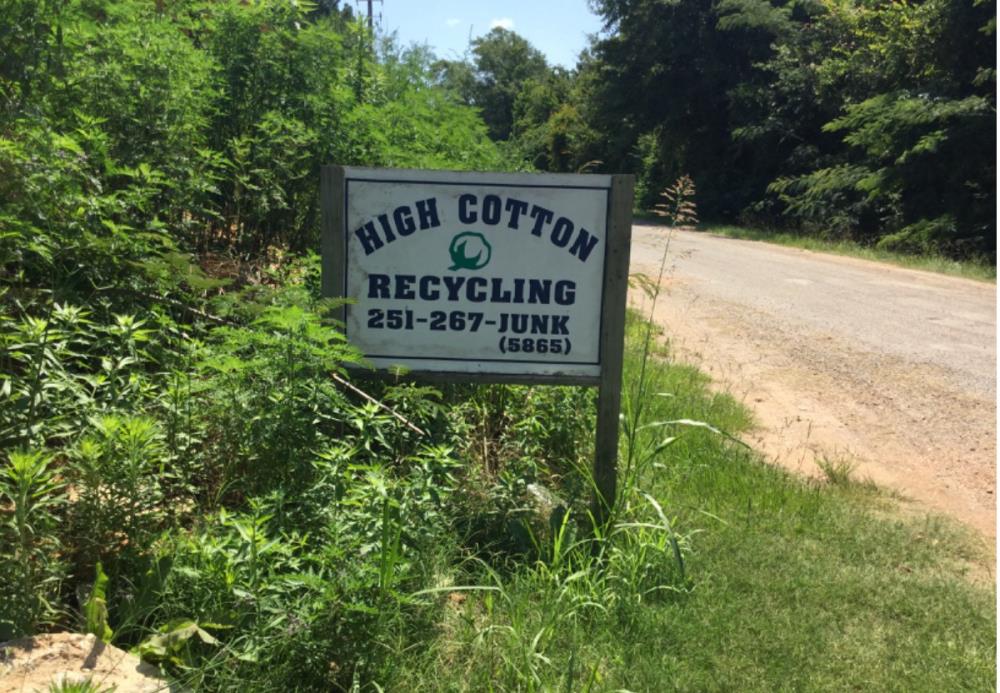 HIGH COTTON
RECYCLING
251-267-JUNK
(5865)